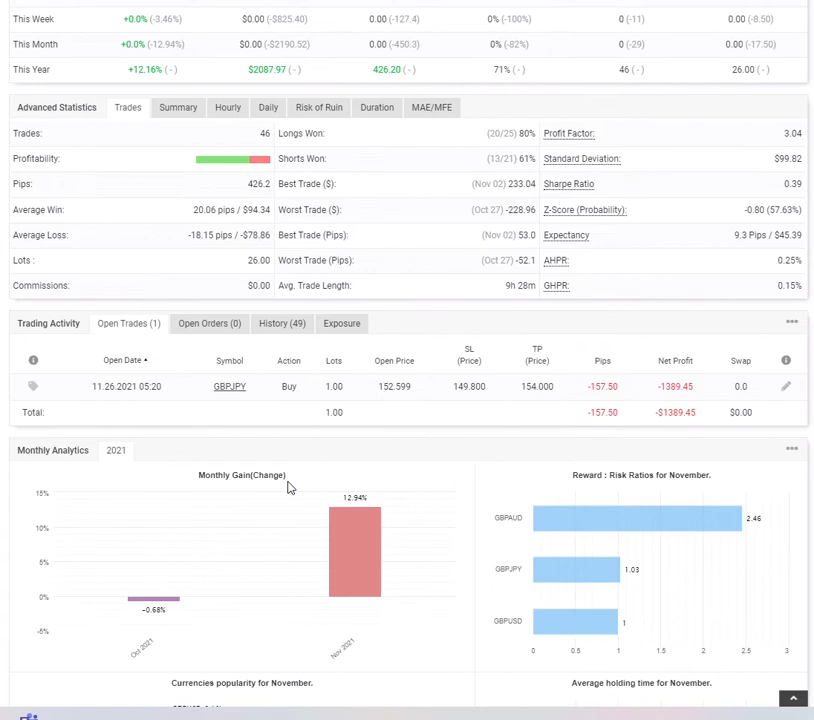 This Week +0.0% (-3.46%) $0.00 (-$825.40) 0.00 (-127.4) 0% (-100%) 0 (-11) 0.00 (-8.50)
This Month +0.0% (-12.94%) $0.00 (-$2190.52) 0.00 (-450.3) 0% (-82%) 0 (-29) 0.00 (-17.50)
This Year +12.16% ( - ) $2087.97 ( - ) 426.20 ( - ) 71% ( - ) 46 ( - ) 26.00 ( - )
Advanced Statistics Trades Summary Hourly Daily Risk of Ruin Duration MAE/MFE
Trades: 46 Longs Won: (20/25) 80% Profit Factor: 3.04
Profitability: Shorts Won: (13/21) 61% Standard Deviation: $99.82
Pips: 426.2 Best Trade ($): (Nov 02) 233.04 Sharpe Ratio 0.39
Average Win: 20.06 pips / $94.34 Worst Trade ($): (Oct 27) -228.96 Z-Score (Probability): -0.80 (57.63%)
Average Loss: -18.15 pips / -$78.86 Best Trade (Pips): (Nov 02) 53.0 Expectancy 9.3 Pips / $45.39
Lots : 26.00 Worst Trade (Pips): (Oct 27) -52.1 AHPR: 0.25%
Commissions: $0.00 Avg. Trade Length: 9h 28m GHPR: 0.15%
Trading Activity Open Trades (1) Open Orders (0) History (49) Exposure
Open Date Symbol Action Lots Open Price SL (Price) TP (Price) Pips Net Profit Swap
11.26.2021 05:20 GBPJPY Buy 1.00 152.599 149.800 154.000 -157.50 -1389.45 0.0
Total: 1.00 -157.50 -$1389.45 $0.00
Monthly Analytics 2021
Monthly Gain(Change)
15%
10%
5%
0%
-5%
12.94%
-0.68%
Oct 2021
Nov 2021
Reward : Risk Ratios for November.
GBPAUD 2.46
GBPJPY 1.03
GBPUSD 1
0 0.5 1 1.5 2 2.5 3
Currencies popularity for November.
Average holding time for November.